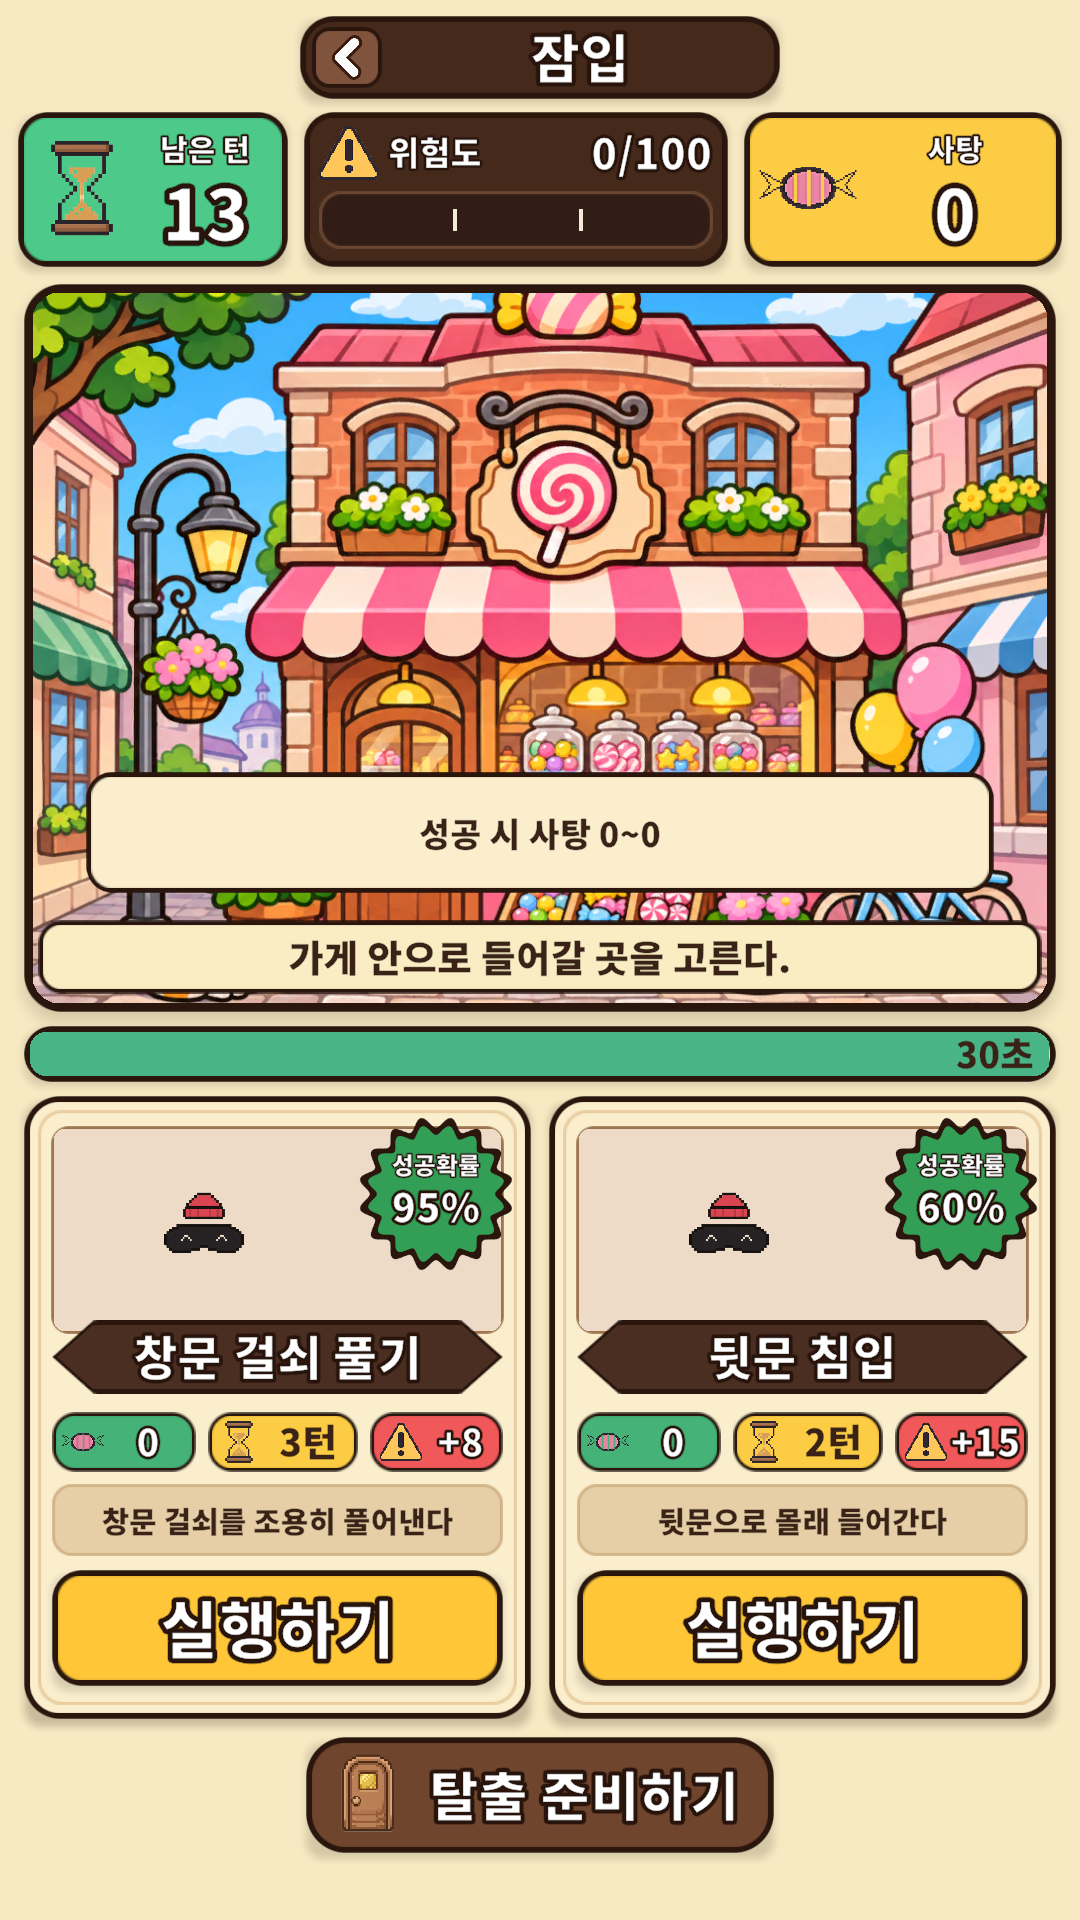 잠입
남은 턴
13
위험도 0/100
사탕
0
성공 시 사탕 0~0
가게 안으로 들어갈 곳을 고른다.
30초
성공확률
95%
창문 걸쇠 풀기
0 3턴 +8
창문 걸쇠를 조용히 풀어낸다
실행하기
성공확률
60%
뒷문 침입
0 2턴 +15
뒷문으로 몰래 들어간다
실행하기
탈출 준비하기